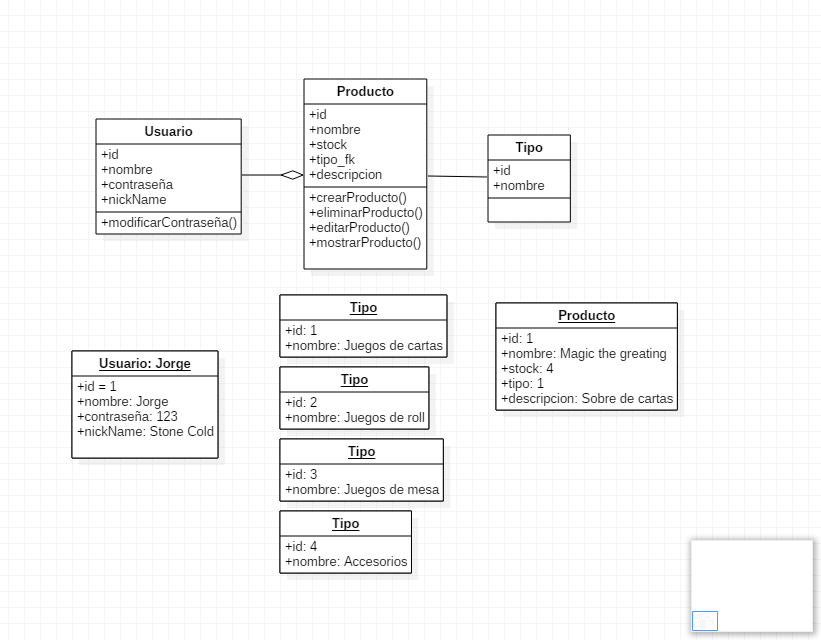 Usuario
+id
+nombre
+contraseña
+nickName
+modificarContraseña()
Producto
+id
+nombre
+stock
+tipo_fk
+descripcion
+crearProducto()
+eliminarProducto()
+editarProducto()
+mostrarProducto()
Tipo
+id
+nombre
Usuario: Jorge
+id = 1
+nombre: Jorge
+contraseña: 123
+nickName: Stone Cold
Tipo
+id: 1
+nombre: Juegos de cartas
Tipo
+id: 2
+nombre: Juegos de roll
Tipo
+id: 3
+nombre: Juegos de mesa
Tipo
+id: 4
+nombre: Accesorios
Producto
+id: 1
+nombre: Magic the greating
+stock: 4
+tipo: 1
+descripcion: Sobre de cartas